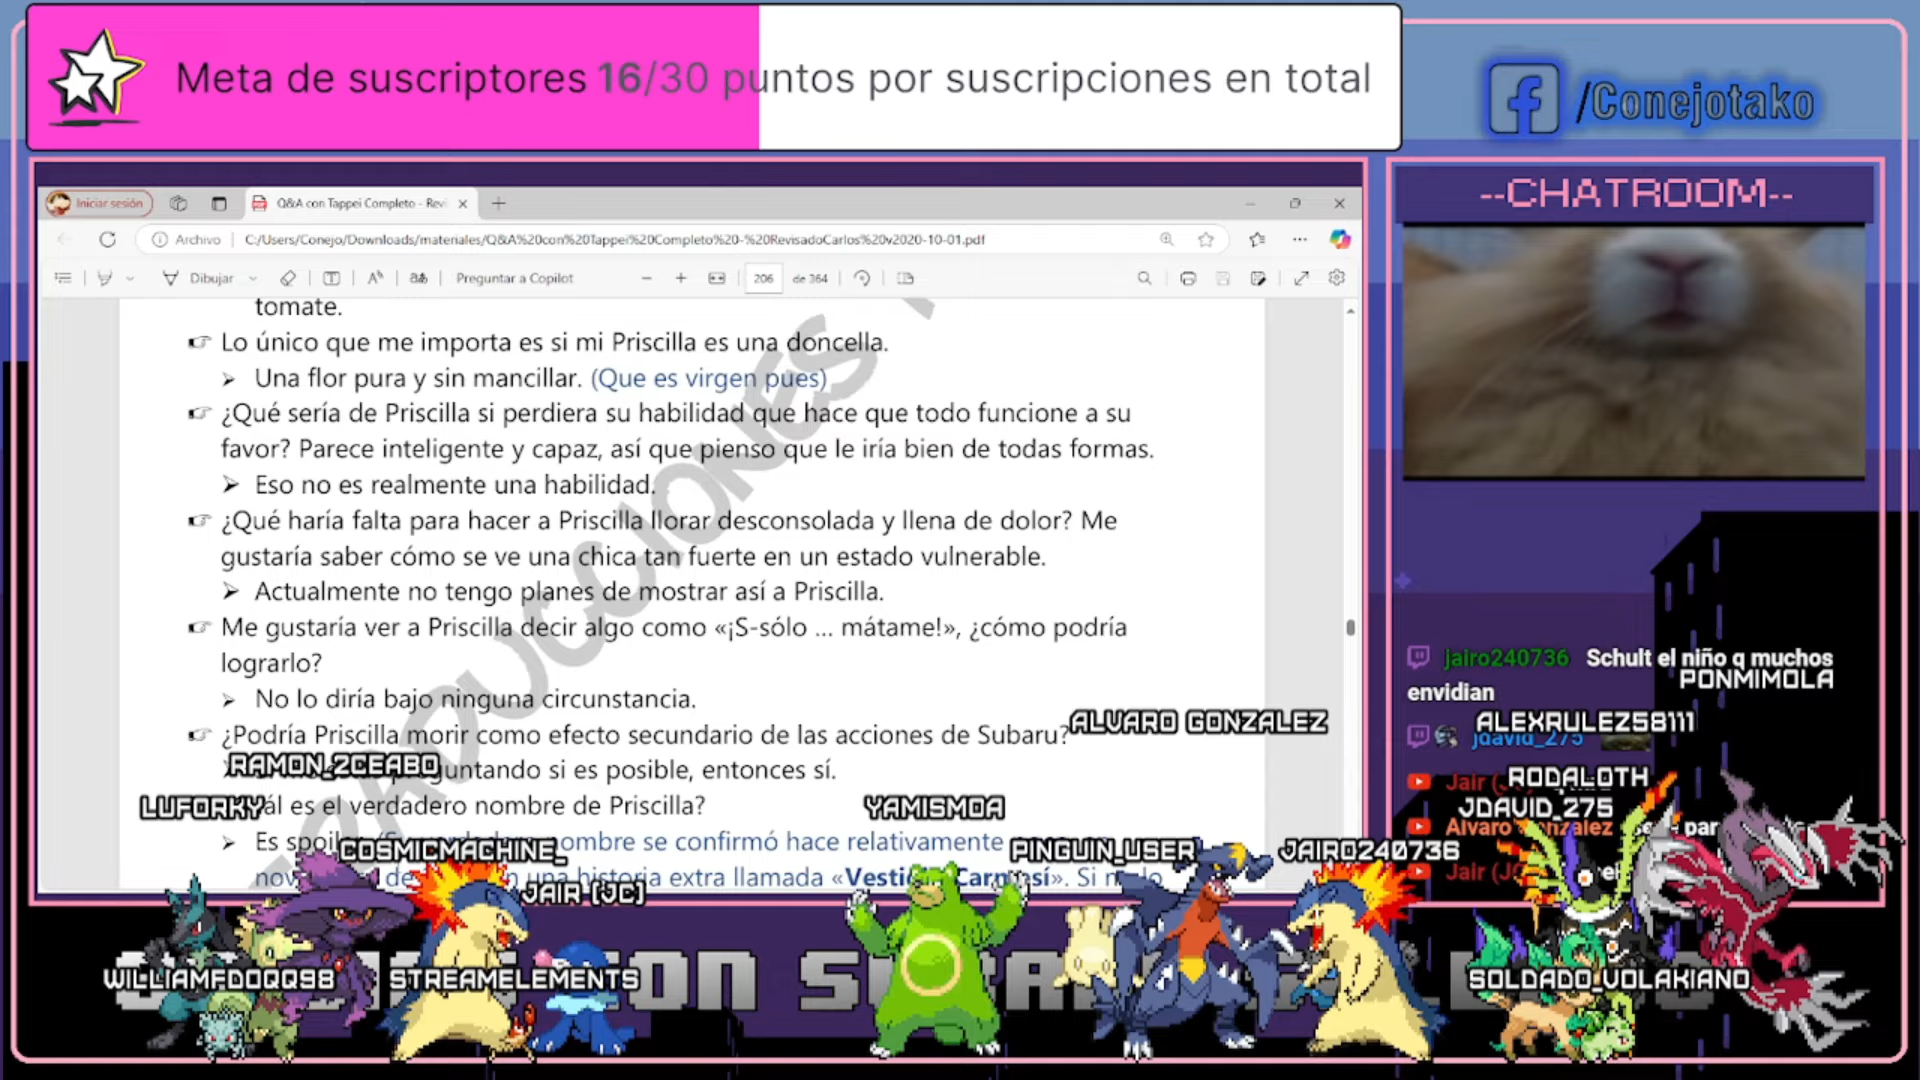 Meta de suscriptores 16/30 puntos por suscripciones en total
/Conejotako
Iniciar sesión
Q&A con Tappei Completo - Revi
Archivo
C:/Users/Conejo/Downloads/materiales/Q&A%20con%20Tappei%20Completo%20-%20RevisadoCarlos%20v2020-10-01.pdf
Dibujar
Preguntar a Copilot
206 de 364
tomate.
Lo único que me importa es si mi Priscilla es una doncella.
Una flor pura y sin mancillar. (Que es virgen pues)
¿Qué sería de Priscilla si perdiera su habilidad que hace que todo funcione a su
favor? Parece inteligente y capaz, así que pienso que le iría bien de todas formas.
Eso no es realmente una habilidad.
¿Qué haría falta para hacer a Priscilla llorar desconsolada y llena de dolor? Me
gustaría saber cómo se ve una chica tan fuerte en un estado vulnerable.
Actualmente no tengo planes de mostrar así a Priscilla.
Me gustaría ver a Priscilla decir algo como «¡S-sólo ... mátame!», ¿cómo podría
lograrlo?
No lo diría bajo ninguna circunstancia.
¿Podría Priscilla morir como efecto secundario de las acciones de Subaru?
si es posible, entonces sí.
es el verdadero nombre de Priscilla?
Es
nombre se confirmó hace relativamente
una historia extra llamada
Si
TRADUCCIONES
--CHATROOM--
jairo240736 Schult el niño q muchos
envidian
jdavid_275
Jair
Alvaro
Jair
PONMIMOLA
ALEXRULEZ58111
ALVARO GONZALEZ
RAMON_2CEABO
RODALOTH
LUFORKY
YAMISMOA
JDAVID_275
COSMICMACHINE_
PINGUIN_USER
JAIRO240736
JAIR (JC)
WILLIAMFDOQQ98
STREAMELEMENTS
SOLDADO_VOLAKIANO